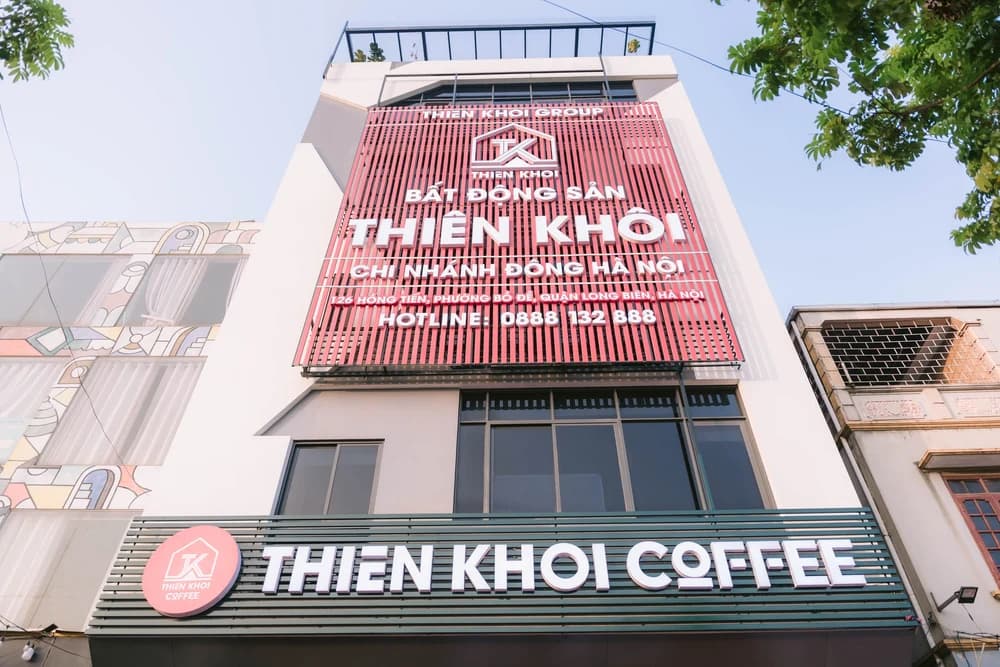 THIEN KHOI GROUP
TK
THIEN KHOI
BẤT ĐỘNG SẢN
THIÊN KHÔI
CHI NHÁNH ĐÔNG HÀ NỘI
126 HỒNG TIẾN, PHƯỜNG BỒ ĐỀ, QUẬN LONG BIÊN, HÀ NỘI
HOTLINE: 0888 132 888
TK
THIEN KHOI
COFFEE
THIEN KHOI COFFEE